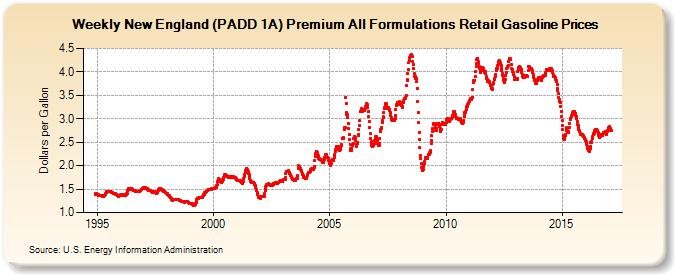 Weekly New England (PADD 1A) Premium All Formulations Retail Gasoline Prices
Dollars per Gallon
4.5
4.0
3.5
3.0
2.5
2.0
1.5
1.0
1995 2000 2005 2010 2015
Source: U.S. Energy Information Administration